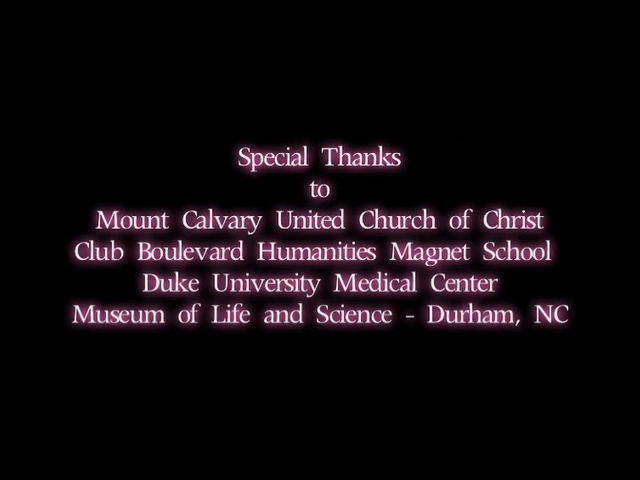 Special Thanks
to
Mount Calvary United Church of Christ
Club Boulevard Humanities Magnet School
Duke University Medical Center
Museum of Life and Science - Durham, NC